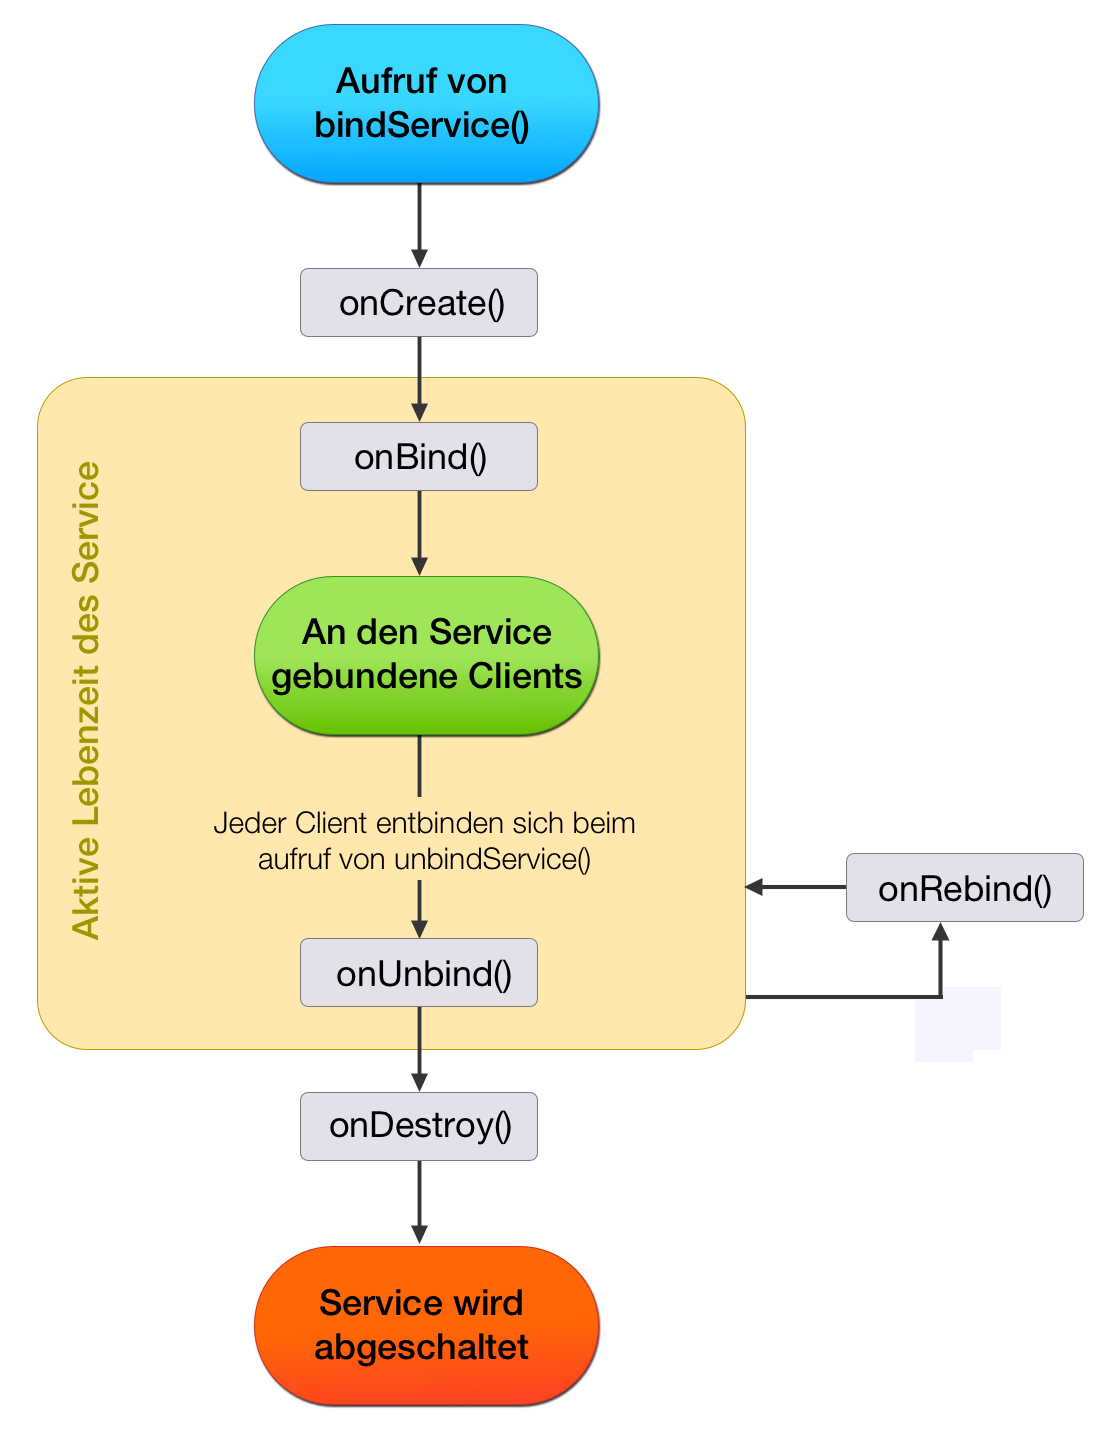 Aufruf von
bindService()
onCreate()
onBind()
Aktive Lebenzeit des Service
An den Service
gebundene Clients
Jeder Client entbinden sich beim
aufruf von unbindService()
onRebind()
onUnbind()
onDestroy()
Service wird
abgeschaltet